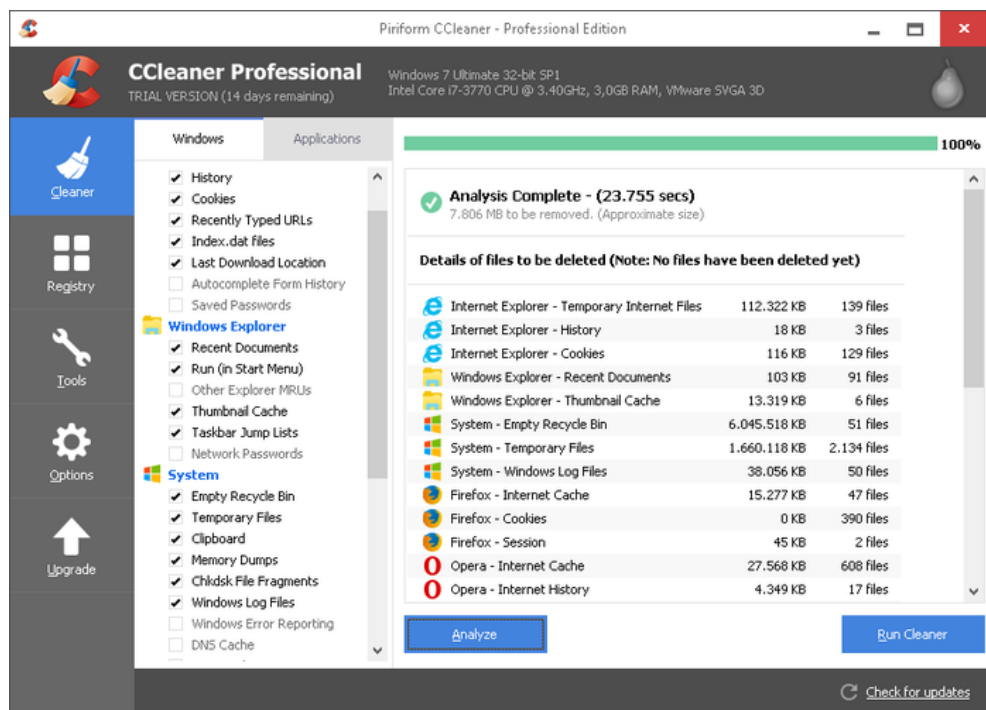 Piriform CCleaner - Professional Edition
CCleaner Professional
TRIAL VERSION (14 days remaining)
Windows 7 Ultimate 32-bit SP1
Intel Core i7-3770 CPU @ 3.40GHz, 3,0GB RAM, VMware SVGA 3D
Cleaner
Registry
Tools
Options
Upgrade
Windows Applications
History
Cookies
Recently Typed URLs
Index.dat files
Last Download Location
Autocomplete Form History
Saved Passwords
Windows Explorer
Recent Documents
Run (in Start Menu)
Other Explorer MRUs
Thumbnail Cache
Taskbar Jump Lists
Network Passwords
System
Empty Recycle Bin
Temporary Files
Clipboard
Memory Dumps
Chkdsk File Fragments
Windows Log Files
Windows Error Reporting
DNS Cache
100%
Analysis Complete - (23.755 secs)
7.806 MB to be removed. (Approximate size)
Details of files to be deleted (Note: No files have been deleted yet)
Internet Explorer - Temporary Internet Files 112.322 KB 139 files
Internet Explorer - History 18 KB 3 files
Internet Explorer - Cookies 116 KB 129 files
Windows Explorer - Recent Documents 103 KB 91 files
Windows Explorer - Thumbnail Cache 13.319 KB 6 files
System - Empty Recycle Bin 6.045.518 KB 51 files
System - Temporary Files 1.660.118 KB 2.134 files
System - Windows Log Files 38.056 KB 50 files
Firefox - Internet Cache 15.277 KB 47 files
Firefox - Cookies 0 KB 390 files
Firefox - Session 45 KB 2 files
Opera - Internet Cache 27.568 KB 608 files
Opera - Internet History 4.349 KB 17 files
Analyze Run Cleaner
Check for updates